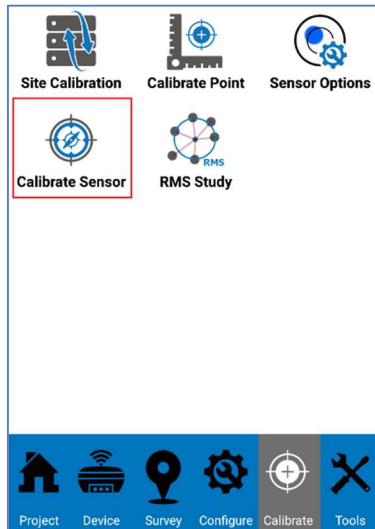 Site Calibration
Calibrate Point
Sensor Options
Calibrate Sensor
RMS
RMS Study
Project
Device
Survey
Configure
Calibrate
Tools